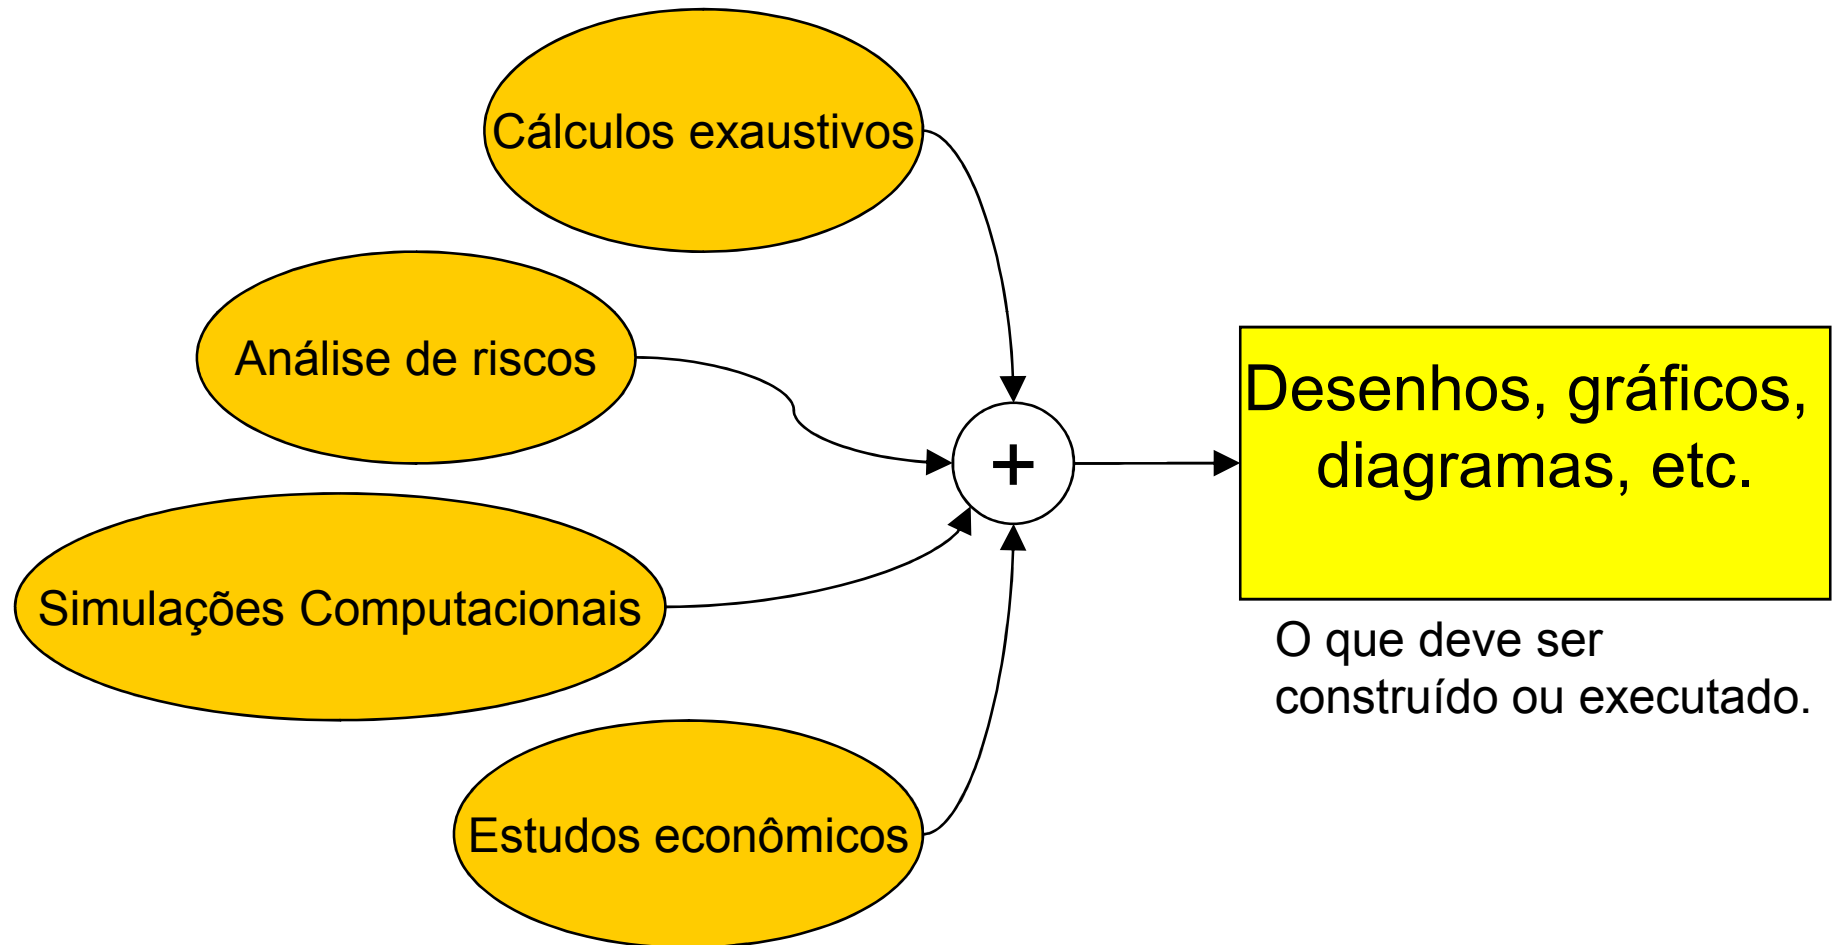 Cálculos exaustivos
Análise de riscos
Simulações Computacionais
Estudos econômicos
+
Desenhos, gráficos,
diagramas, etc.
O que deve ser
construído ou executado.